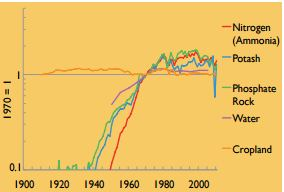 Nitrogen
(Ammonia)
Potash
Phosphate
Rock
Water
Cropland
1970 = 1
1
0.1
1900 1920 1940 1960 1980 2000